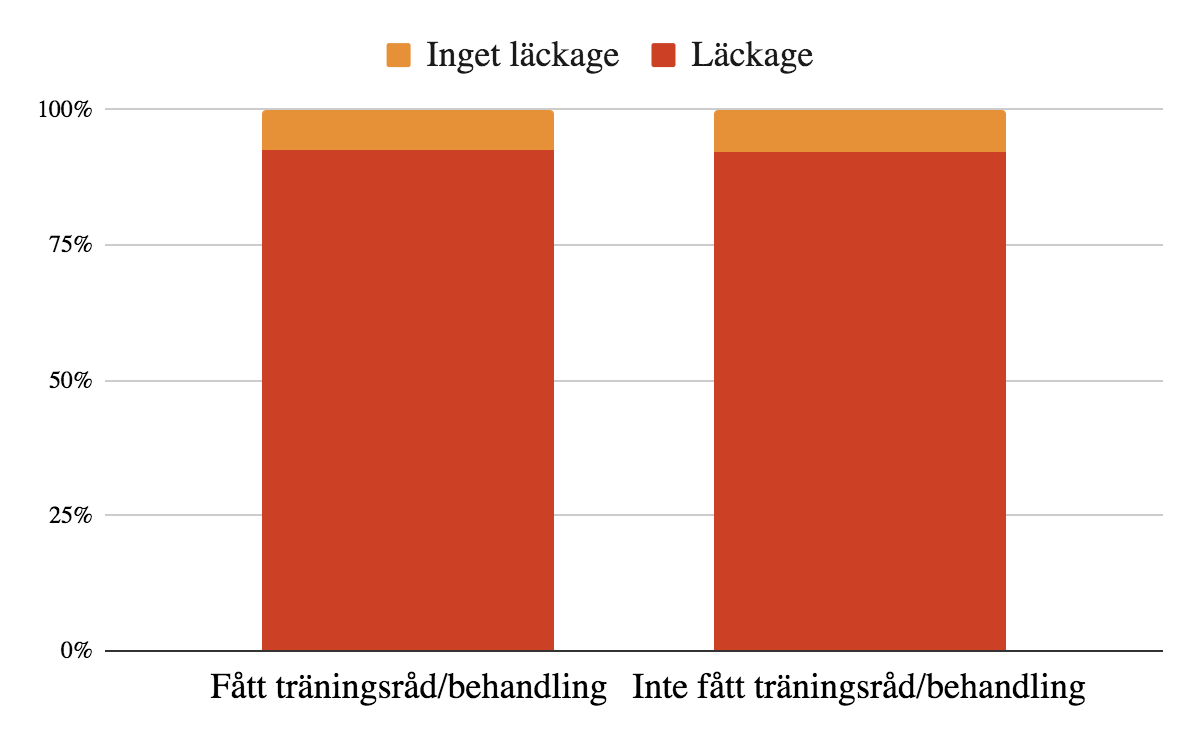 Inget läckage Läckage
100%
75%
50%
25%
0%
Fått träningsråd/behandling Inte fått träningsråd/behandling